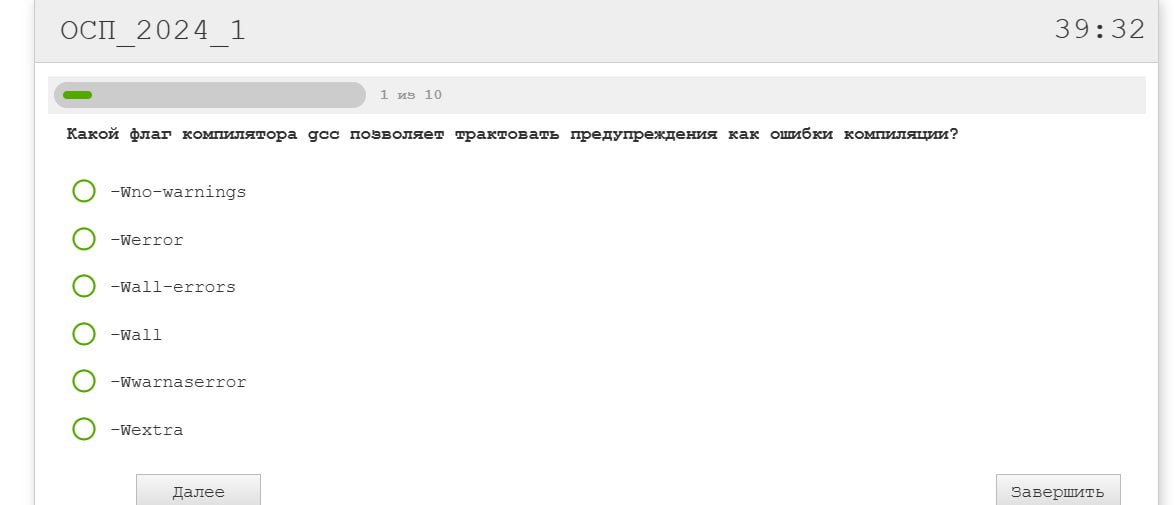 ОСП_2024_1
39:32
1 из 10
Какой флаг компилятора gcc позволяет трактовать предупреждения как ошибки компиляции?
-Wno-warnings
-Werror
-Wall-errors
-Wall
-Wwarnaserror
-Wextra
Далее
Завершить